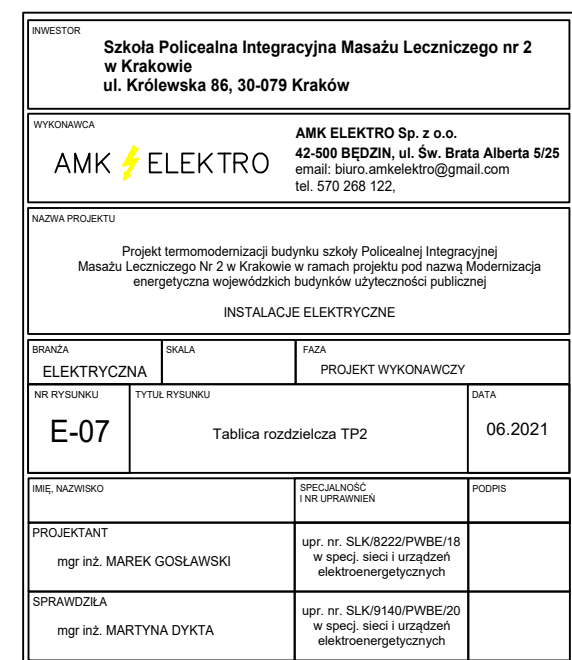 INWESTOR
Szkoła Policealna Integracyjna Masażu Leczniczego nr 2
w Krakowie
ul. Królewska 86, 30-079 Kraków
WYKONAWCA
AMK ELEKTRO
AMK ELEKTRO Sp. z o.o.
42-500 BĘDZIN, ul. Św. Brata Alberta 5/25
email: biuro.amkelektro@gmail.com
tel. 570 268 122,
NAZWA PROJEKTU
Projekt termomodernizacji budynku szkoły Policealnej Integracyjnej
Masażu Leczniczego Nr 2 w Krakowie w ramach projektu pod nazwą Modernizacja
energetyczna wojewódzkich budynków użyteczności publicznej
INSTALACJE ELEKTRYCZNE
BRANŻA
ELEKTRYCZNA
SKALA
FAZA
PROJEKT WYKONAWCZY
NR RYSUNKU
E-07
TYTUŁ RYSUNKU
Tablica rozdzielcza TP2
DATA
06.2021
IMIĘ, NAZWISKO
SPECJALNOŚĆ
I NR UPRAWNIEŃ
PODPIS
PROJEKTANT
mgr inż. MAREK GOSŁAWSKI
upr. nr. SLK/8222/PWBE/18
w specj. sieci i urządzeń
elektroenergetycznych
SPRAWDZIŁA
mgr inż. MARTYNA DYKTA
upr. nr. SLK/9140/PWBE/20
w specj. sieci i urządzeń
elektroenergetycznych